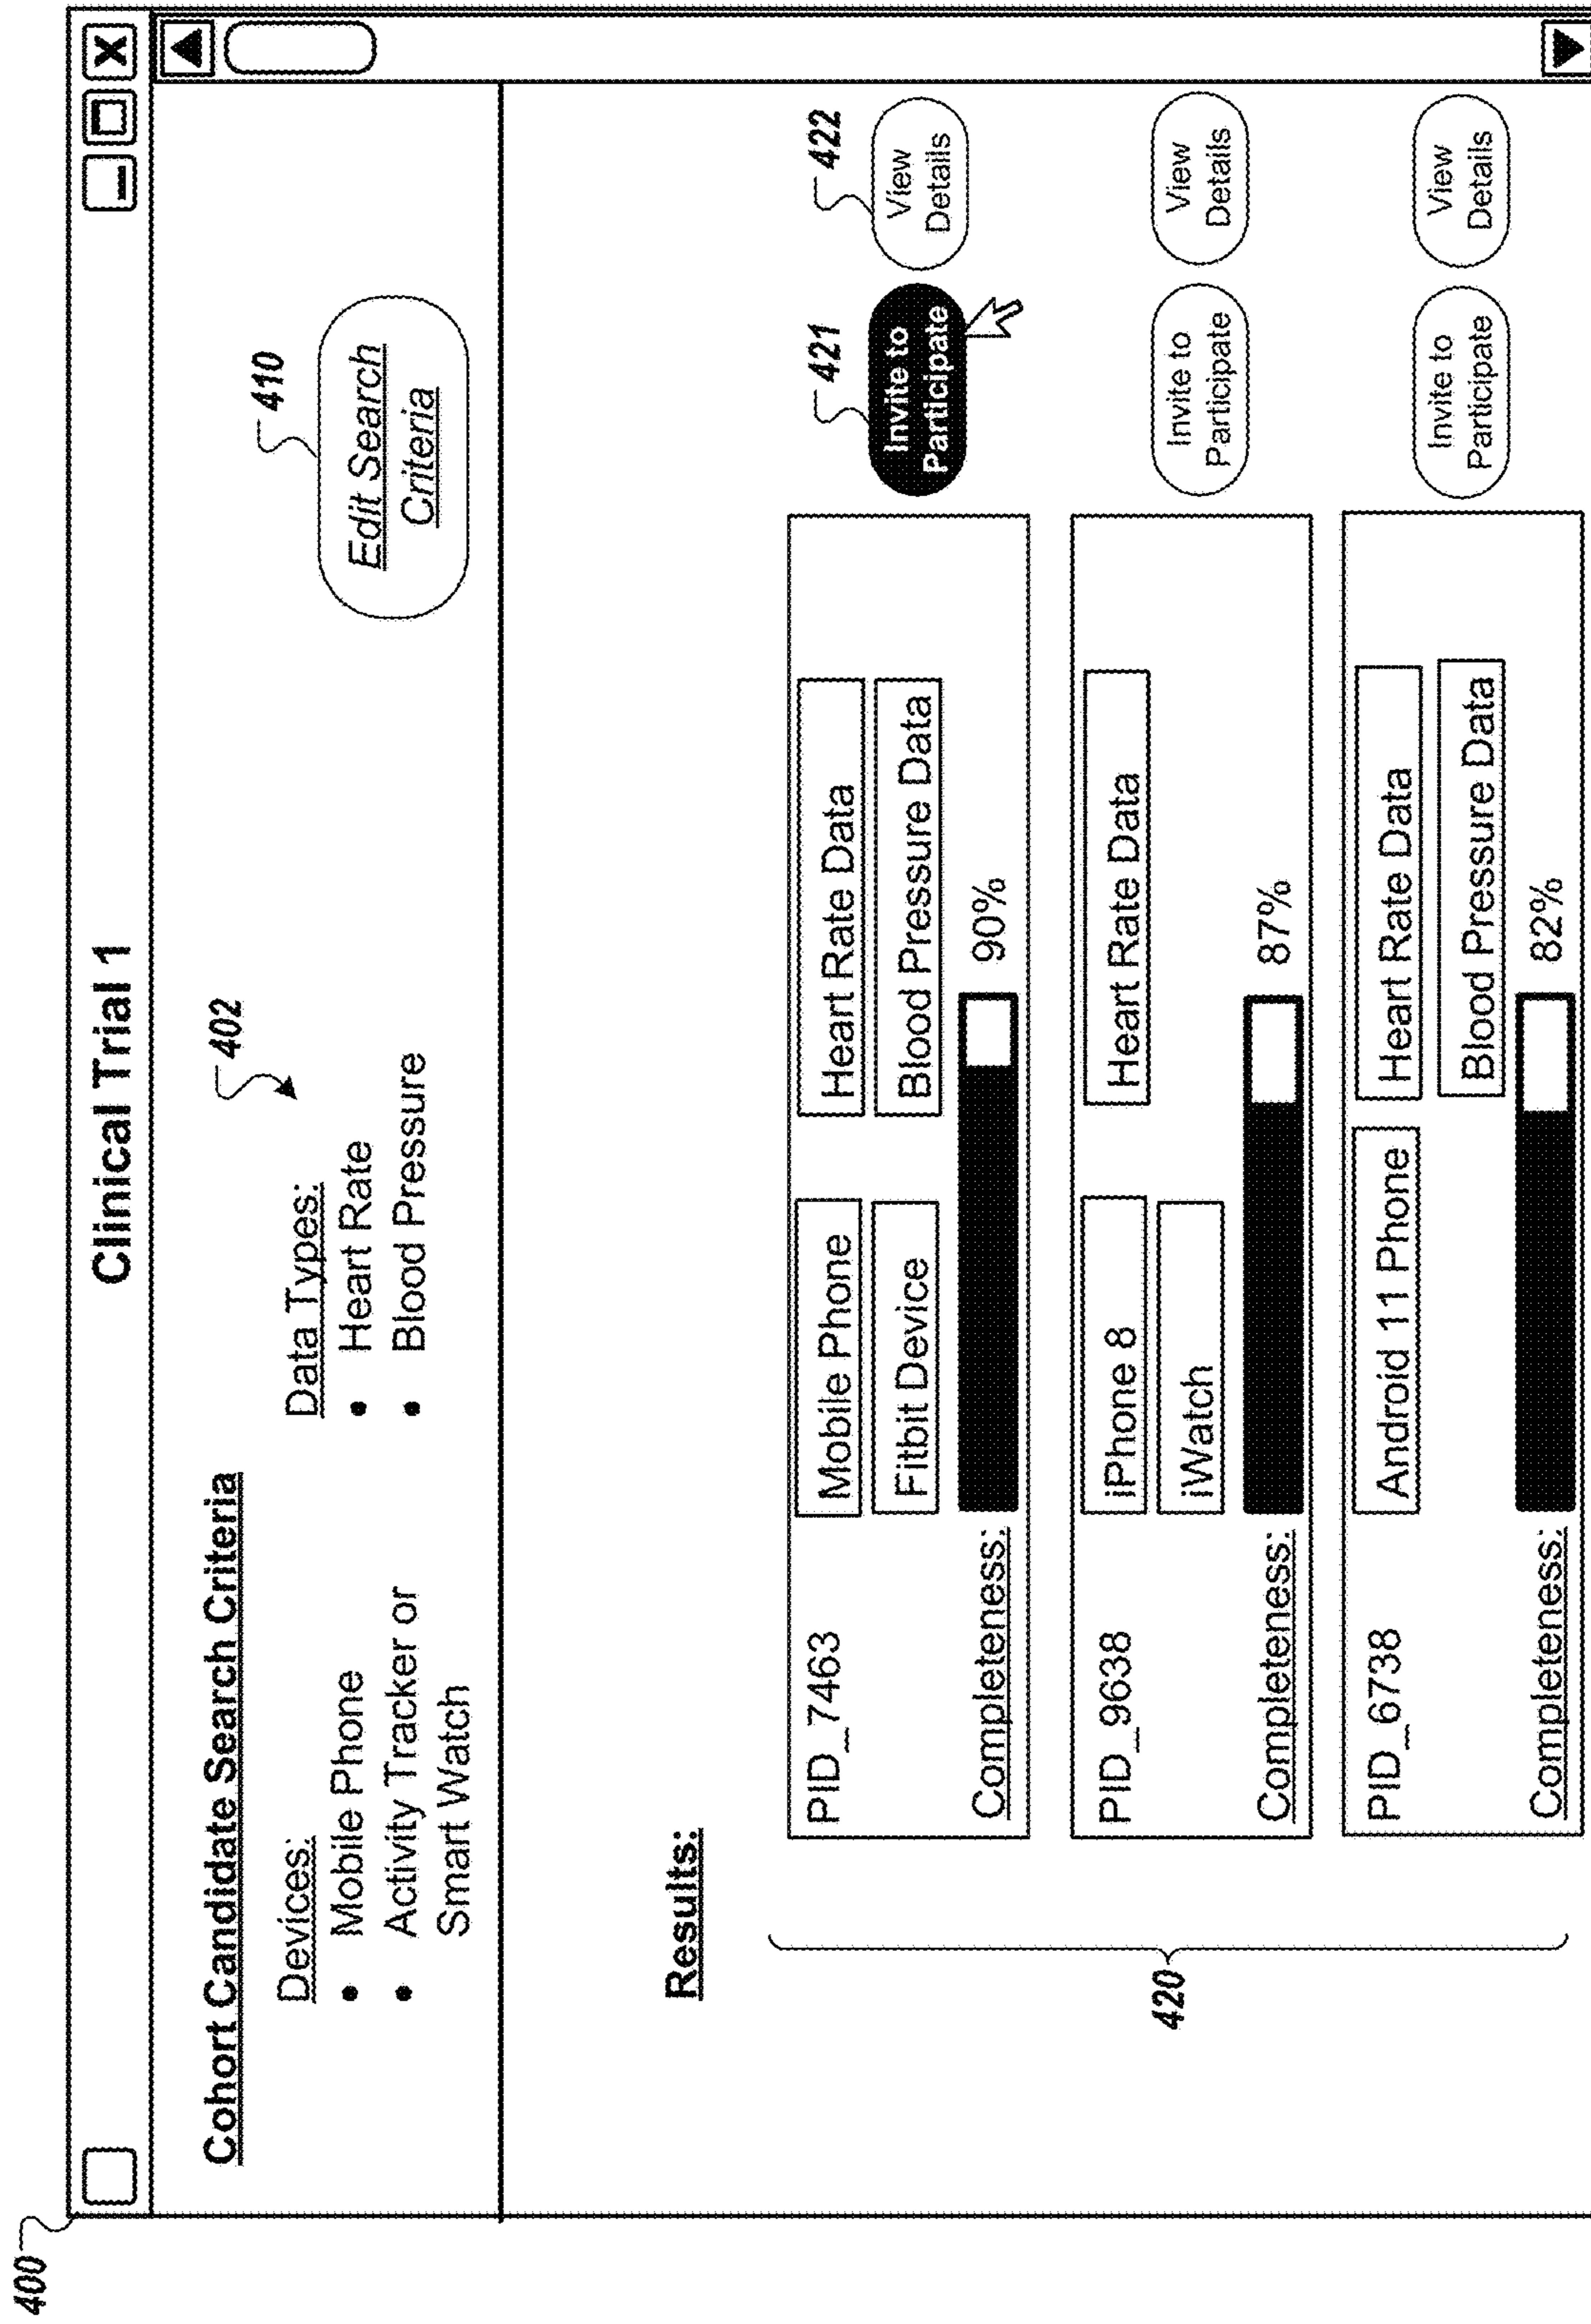 400
Clinical Trial 1
X
Cohort Candidate Search Criteria
402
410
Devices:
• Mobile Phone
• Activity Tracker or
Smart Watch
Data Types:
• Heart Rate
• Blood Pressure
Edit Search
Criteria
Results:
420
421
422
PID_7463
Mobile Phone
Heart Rate Data
Fitbit Device
Blood Pressure Data
Completeness:
90%
Invite to
Participate
View
Details
PID_9638
iPhone 8
Heart Rate Data
iWatch
Completeness:
87%
Invite to
Participate
View
Details
PID_6738
Android 11 Phone
Heart Rate Data
Blood Pressure Data
Completeness:
82%
Invite to
Participate
View
Details